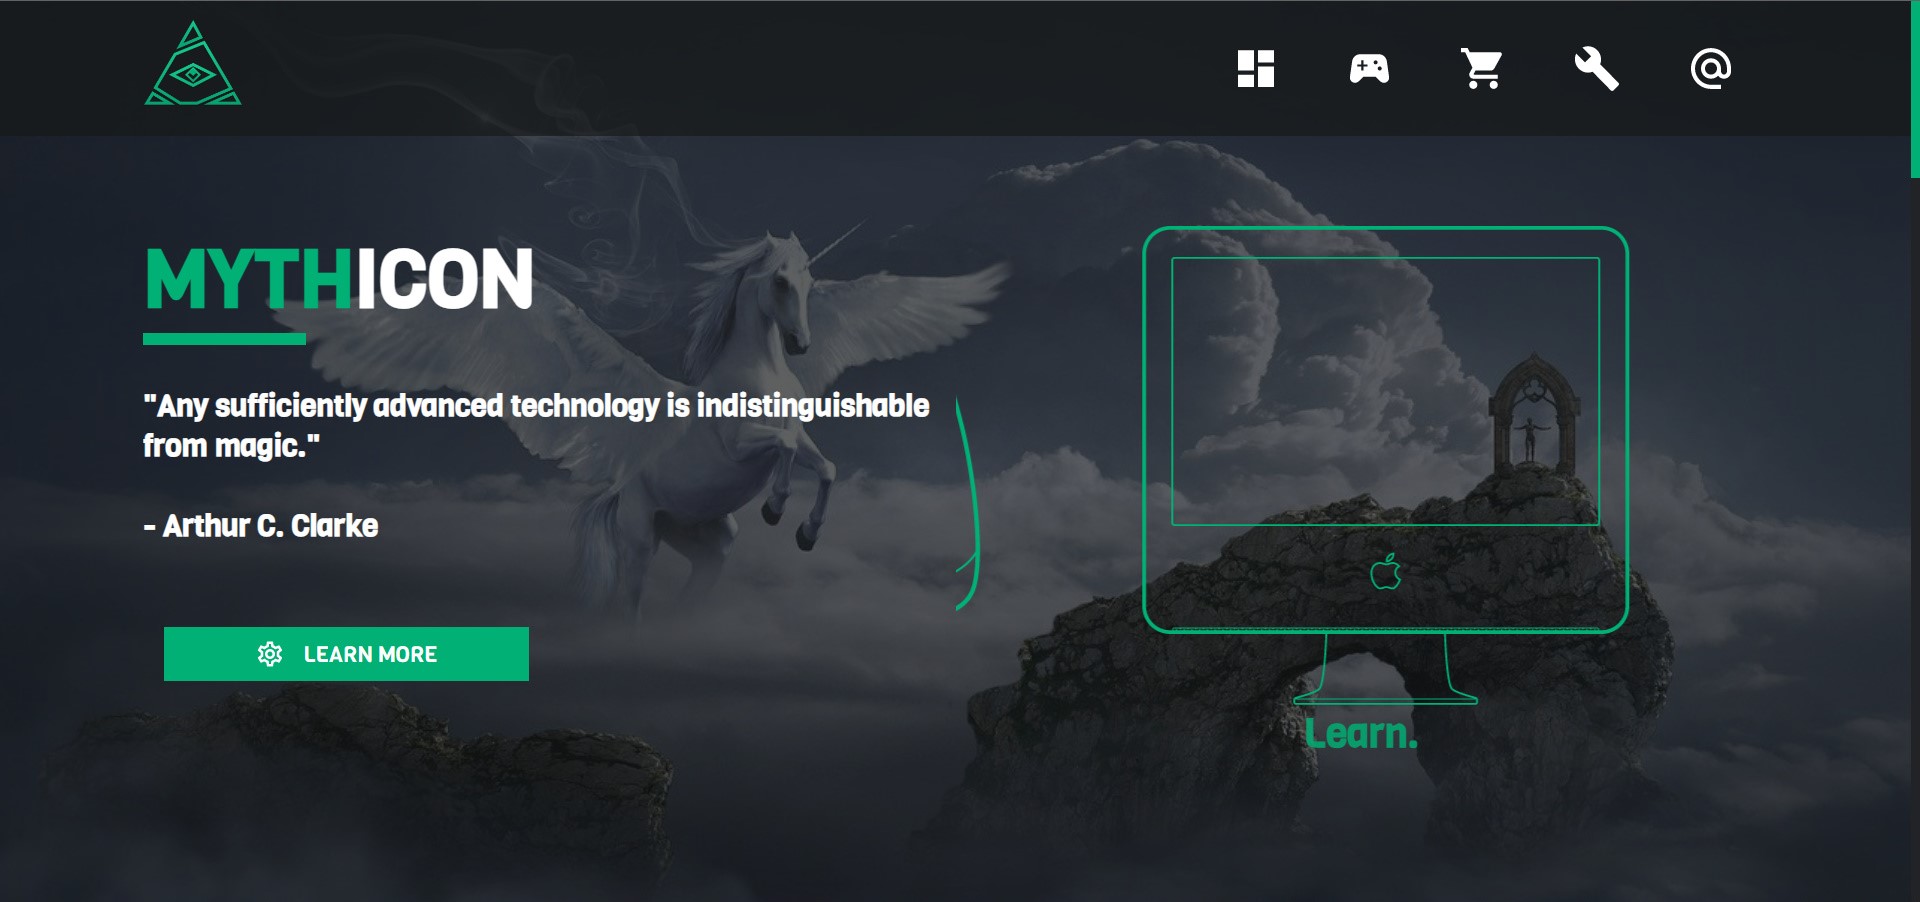 MYTHICON
"Any sufficiently advanced technology is indistinguishable
from magic."
- Arthur C. Clarke
LEARN MORE
Learn.